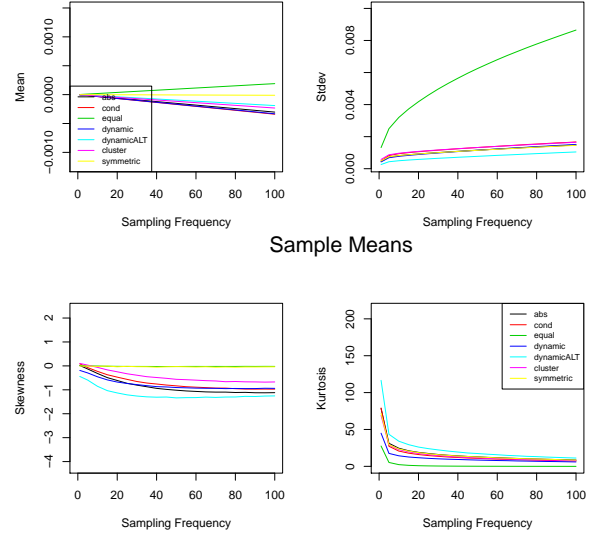 Mean
0.0010
0.0000
−0.0010
abs
cond
equal
dynamic
dynamicALT
cluster
symmetric
0 20 40 60 80 100
Sampling Frequency
Stdev
0.008
0.004
0.000
0 20 40 60 80 100
Sampling Frequency
Sample Means
Skewness
2
1
0
−1
−2
−3
−4
0 20 40 60 80 100
Sampling Frequency
Kurtosis
200
150
100
50
0
abs
cond
equal
dynamic
dynamicALT
cluster
symmetric
0 20 40 60 80 100
Sampling Frequency